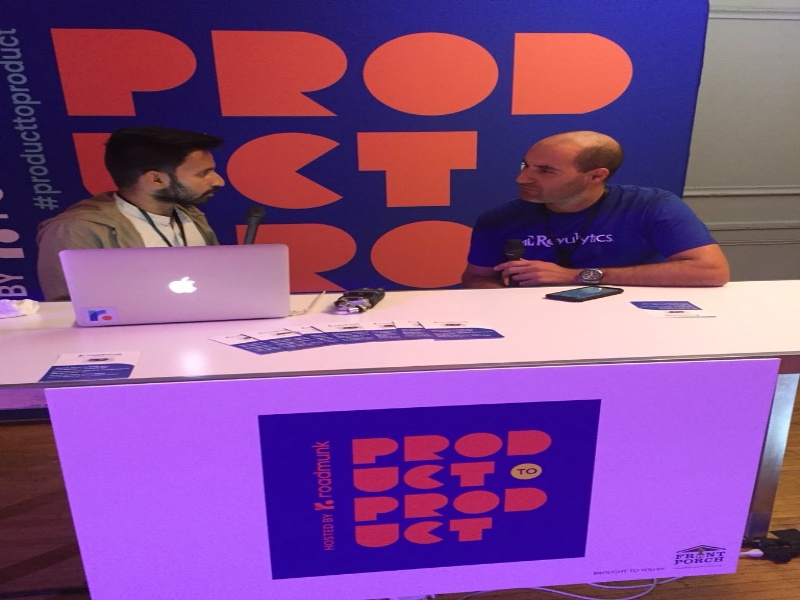 #producttoproduct
BY r.
PROD
UCT
RO
Revulytics
r.
HOSTED BY r. roadmunk
PROD
UCT TO
PROD
UCT
BROUGHT TO YOU BY
FRONT
PORCH